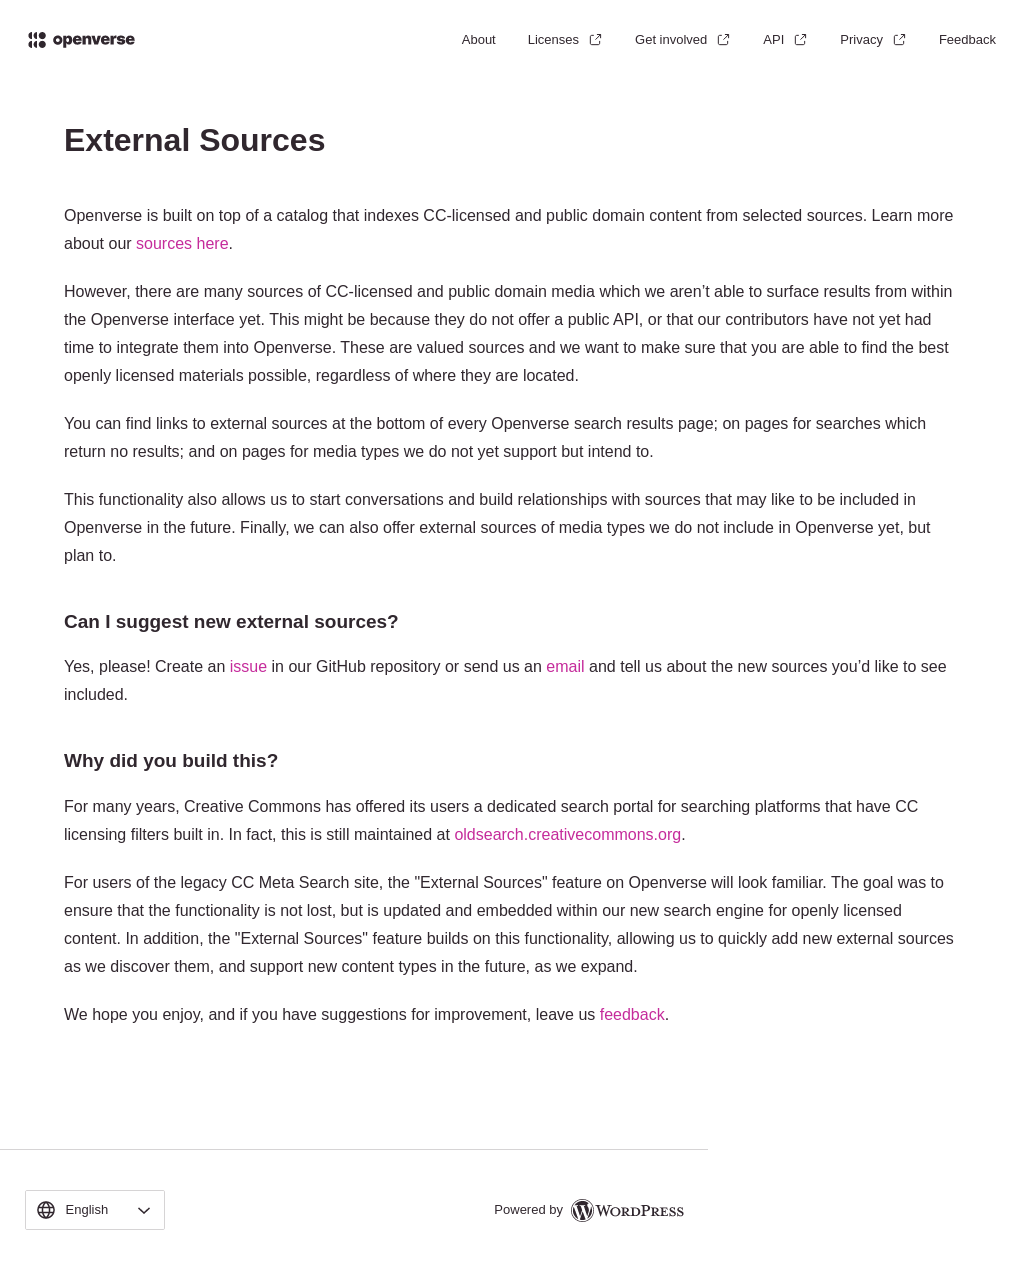 openverse
About Licenses Get involved API Privacy Feedback
External Sources
Openverse is built on top of a catalog that indexes CC-licensed and public domain content from selected sources. Learn more
about our sources here.
However, there are many sources of CC-licensed and public domain media which we aren’t able to surface results from within
the Openverse interface yet. This might be because they do not offer a public API, or that our contributors have not yet had
time to integrate them into Openverse. These are valued sources and we want to make sure that you are able to find the best
openly licensed materials possible, regardless of where they are located.
You can find links to external sources at the bottom of every Openverse search results page; on pages for searches which
return no results; and on pages for media types we do not yet support but intend to.
This functionality also allows us to start conversations and build relationships with sources that may like to be included in
Openverse in the future. Finally, we can also offer external sources of media types we do not include in Openverse yet, but
plan to.
Can I suggest new external sources?
Yes, please! Create an issue in our GitHub repository or send us an email and tell us about the new sources you’d like to see
included.
Why did you build this?
For many years, Creative Commons has offered its users a dedicated search portal for searching platforms that have CC
licensing filters built in. In fact, this is still maintained at oldsearch.creativecommons.org.
For users of the legacy CC Meta Search site, the "External Sources" feature on Openverse will look familiar. The goal was to
ensure that the functionality is not lost, but is updated and embedded within our new search engine for openly licensed
content. In addition, the "External Sources" feature builds on this functionality, allowing us to quickly add new external sources
as we discover them, and support new content types in the future, as we expand.
We hope you enjoy, and if you have suggestions for improvement, leave us feedback.
English
Powered by WORDPRESS